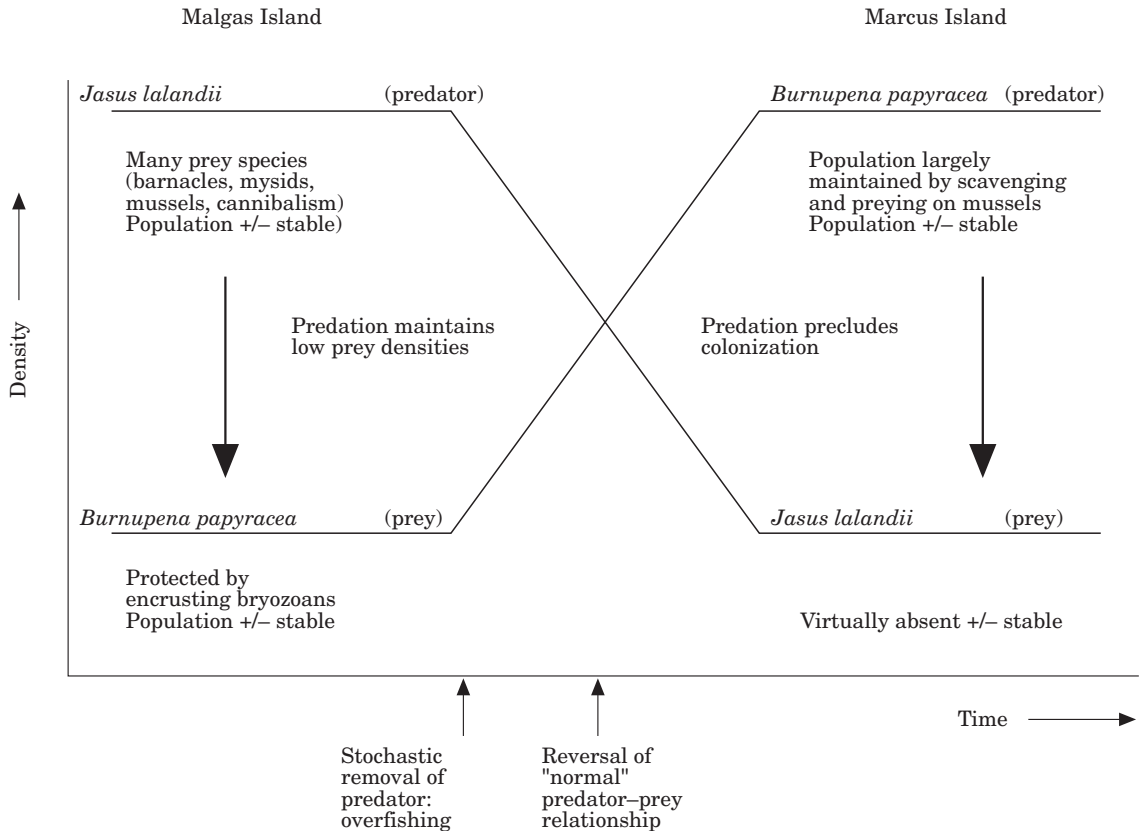 Malgas Island
Marcus Island
Jasus lalandii (predator)
Burnupena papyracea (predator)
Many prey species
(barnacles, mysids,
mussels, cannibalism)
Population +/– stable)
Population largely
maintained by scavenging
and preying on mussels
Population +/– stable
Density
Predation maintains
low prey densities
Predation precludes
colonization
Burnupena papyracea (prey)
Jasus lalandii (prey)
Protected by
encrusting bryozoans
Population +/– stable
Virtually absent +/– stable
Time
Stochastic
removal of
predator:
overfishing
Reversal of
"normal"
predator–prey
relationship